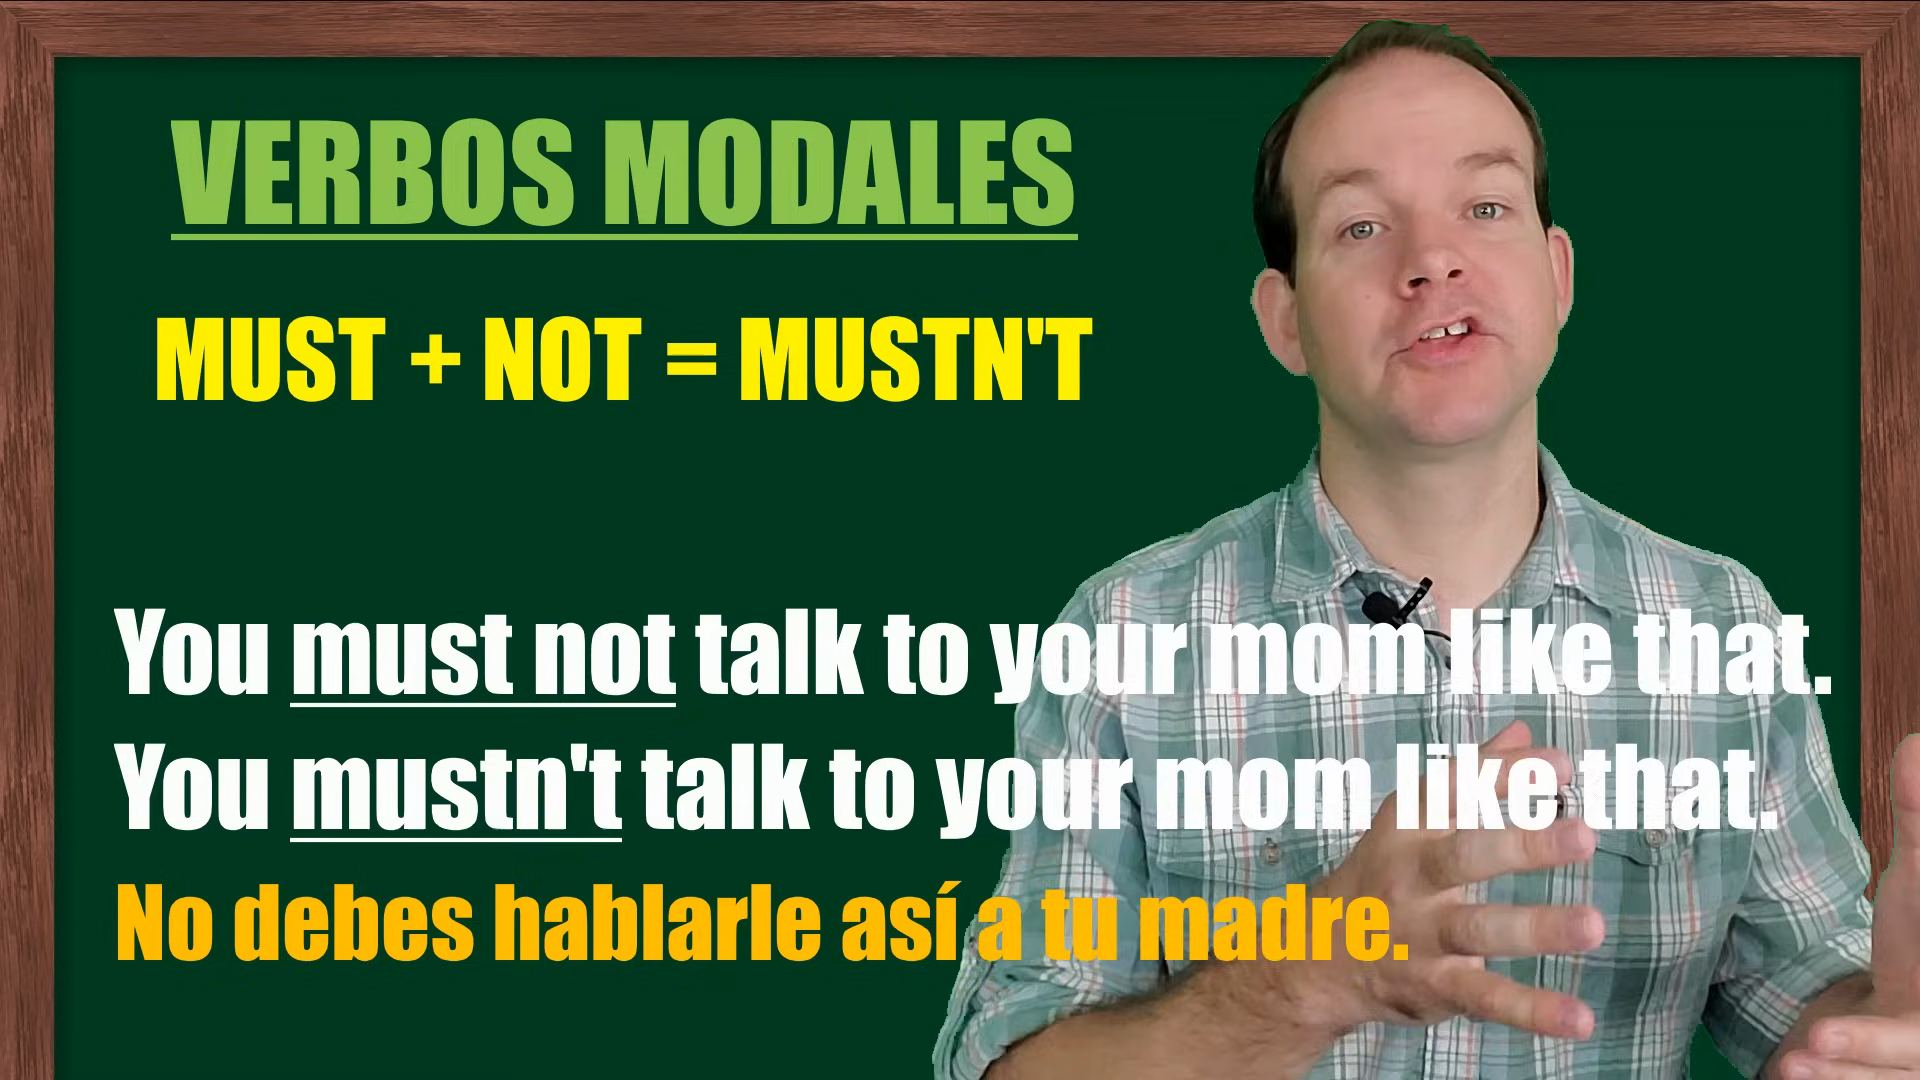 VERBOS MODALES
MUST + NOT = MUSTN'T
You must not talk to your mom like that.
You mustn't talk to your mom like that.
No debes hablarle así a tu madre.